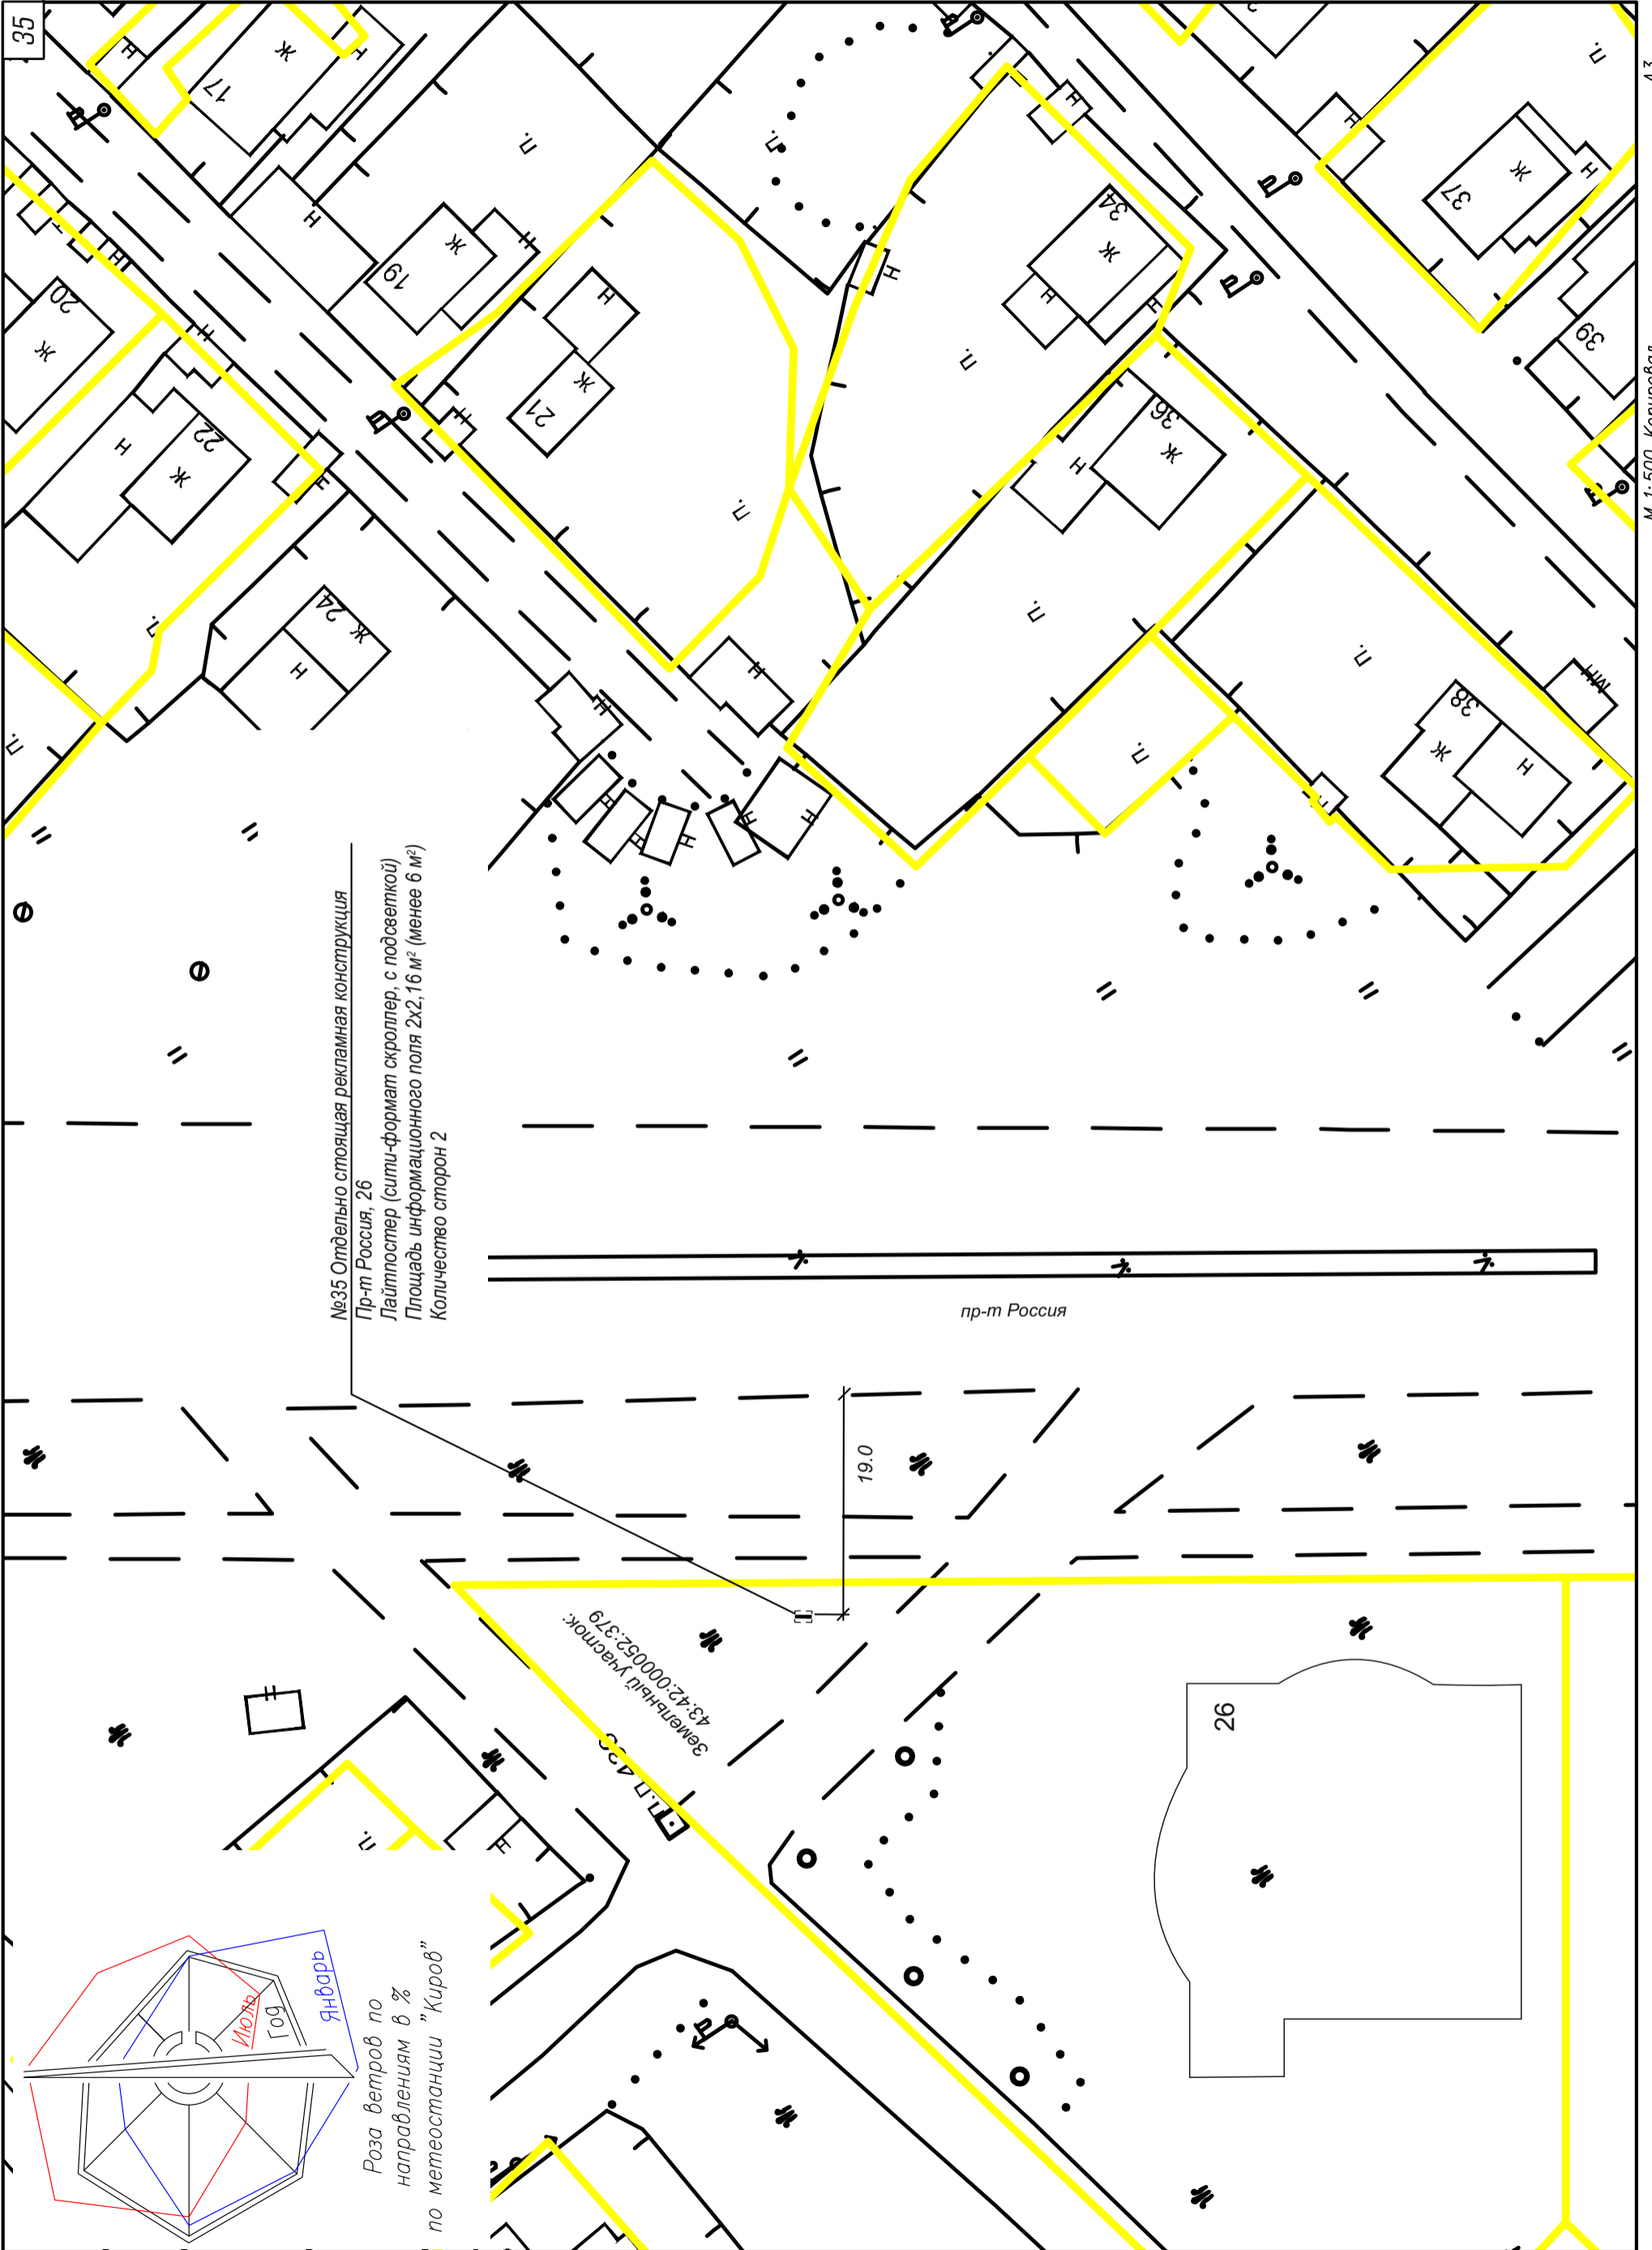 35
№35 Отдельно стоящая рекламная конструкция
Пр-т Россия, 26
Лайтпостер (сити-формат скроллер, с подсветкой)
Площадь информационного поля 2х2,16 м² (менее 6 м²)
Количество сторон 2
пр-т Россия
19.0
Земельный участок:
43:42:0000052:379
26
Июль
Год
Январь
Роза ветров по
направлениям в %
по метеостанции "Киров"
17
Ж
Н
Н
19
Ж
Н
Н
20
Ж
22
Ж
Н
Н
24
Ж
Н
21
Ж
Н
Н
34
Ж
Н
Н
36
Ж
Н
37
Ж
Н
39
38
Ж
Н
МН
П.
П.
П.
П.
П.
П.
П.
П.
П.
Н
Н
Н
Н
Н